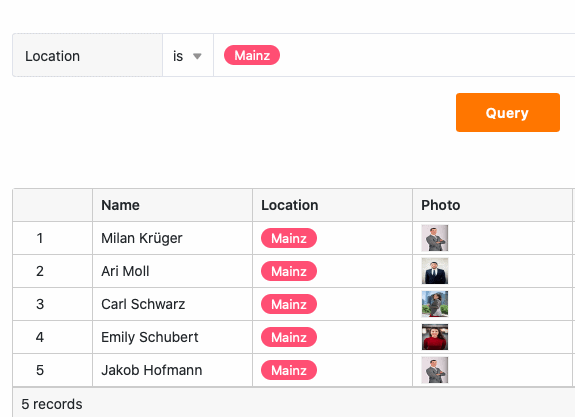 Location is Mainz
Query
Name Location Photo
1 Milan Krüger Mainz
2 Ari Moll Mainz
3 Carl Schwarz Mainz
4 Emily Schubert Mainz
5 Jakob Hofmann Mainz
5 records